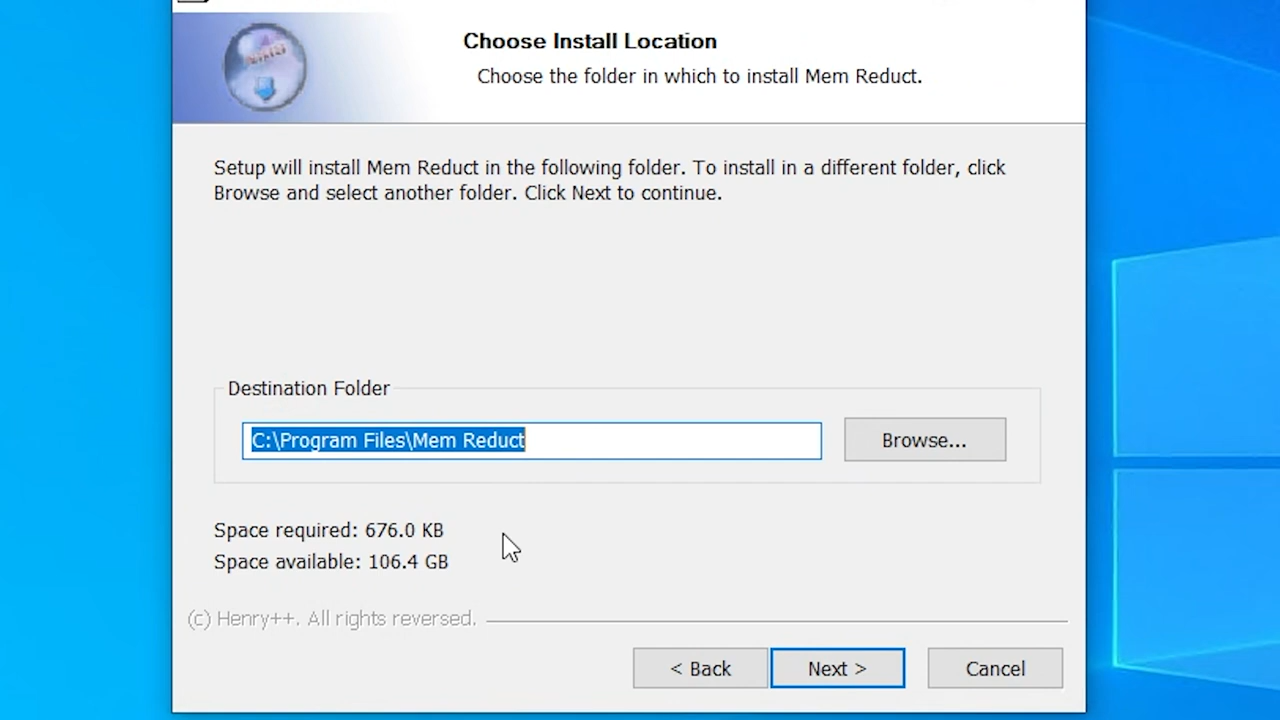 Choose Install Location
Choose the folder in which to install Mem Reduct.
Setup will install Mem Reduct in the following folder. To install in a different folder, click
Browse and select another folder. Click Next to continue.
Destination Folder
C:\Program Files\Mem Reduct
Browse...
Space required: 676.0 KB
Space available: 106.4 GB
(c) Henry++. All rights reversed.
< Back
Next >
Cancel